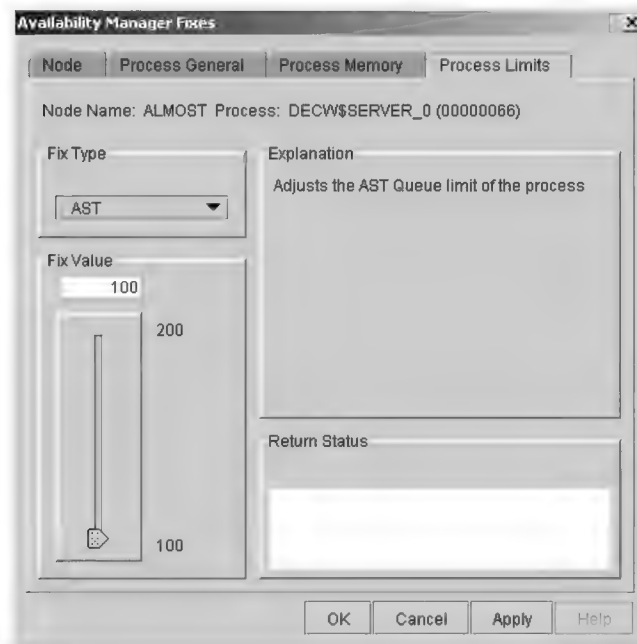 Availability Manager Fixes
Node Process General Process Memory Process Limits
Node Name: ALMOST Process: DECW$SERVER_0 (00000066)
Fix Type
AST
Explanation
Adjusts the AST Queue limit of the process
Fix Value
100
200
100
Return Status
OK Cancel Apply Help